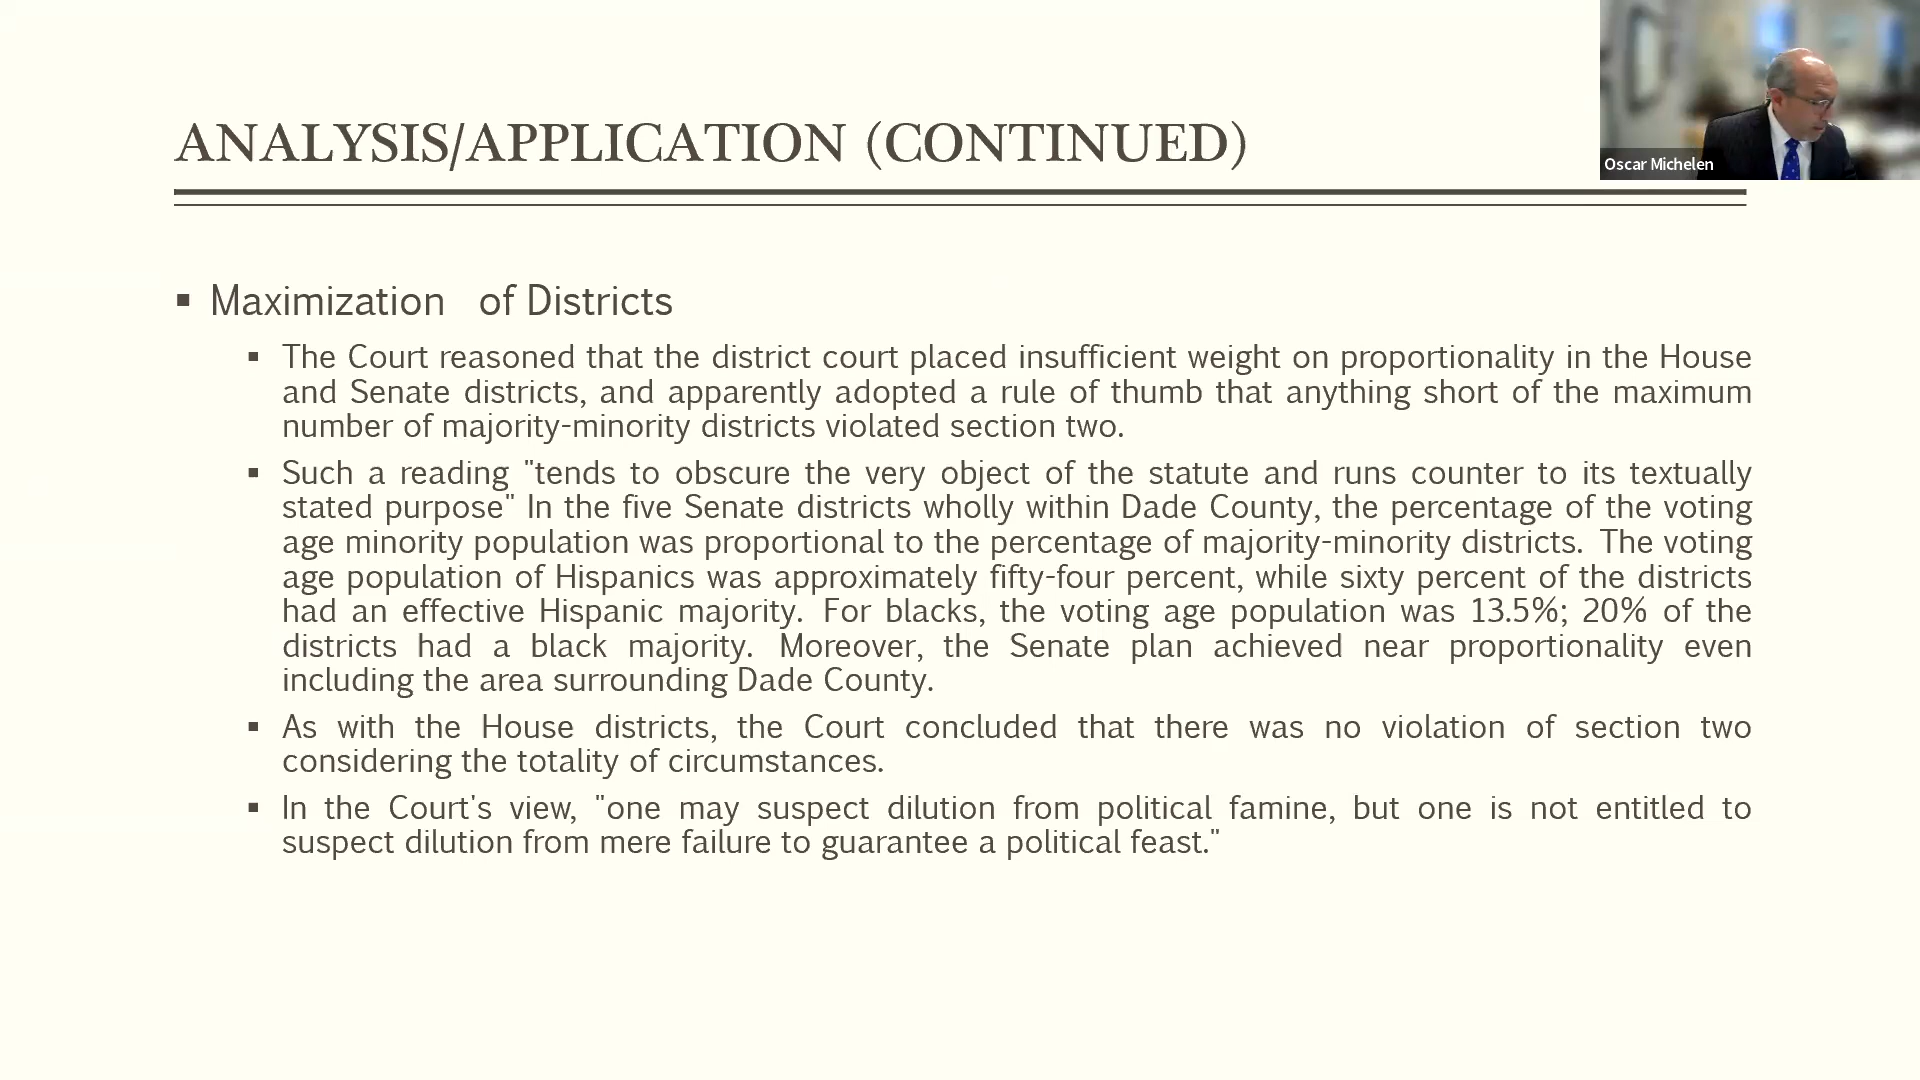 ANALYSIS/APPLICATION (CONTINUED)
Oscar Michelen
▪ Maximization of Districts
▪ The Court reasoned that the district court placed insufficient weight on proportionality in the House
and Senate districts, and apparently adopted a rule of thumb that anything short of the maximum
number of majority-minority districts violated section two.
▪ Such a reading "tends to obscure the very object of the statute and runs counter to its textually
stated purpose" In the five Senate districts wholly within Dade County, the percentage of the voting
age minority population was proportional to the percentage of majority-minority districts. The voting
age population of Hispanics was approximately fifty-four percent, while sixty percent of the districts
had an effective Hispanic majority. For blacks, the voting age population was 13.5%; 20% of the
districts had a black majority. Moreover, the Senate plan achieved near proportionality even
including the area surrounding Dade County.
▪ As with the House districts, the Court concluded that there was no violation of section two
considering the totality of circumstances.
▪ In the Court's view, "one may suspect dilution from political famine, but one is not entitled to
suspect dilution from mere failure to guarantee a political feast."